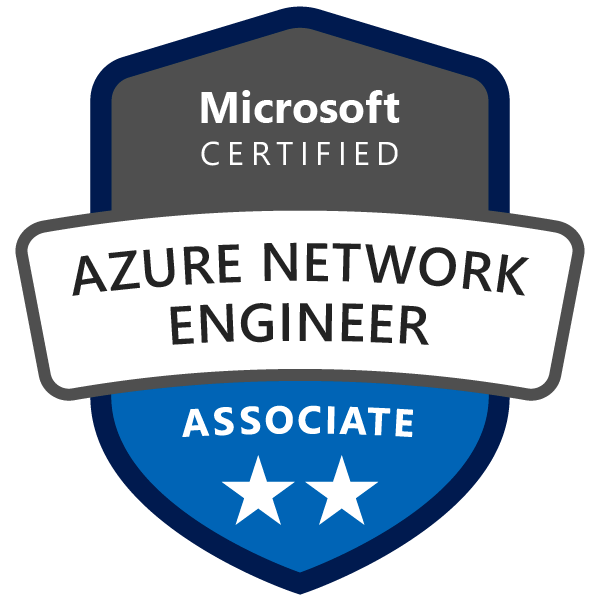 Microsoft
CERTIFIED
AZURE NETWORK
ENGINEER
ASSOCIATE